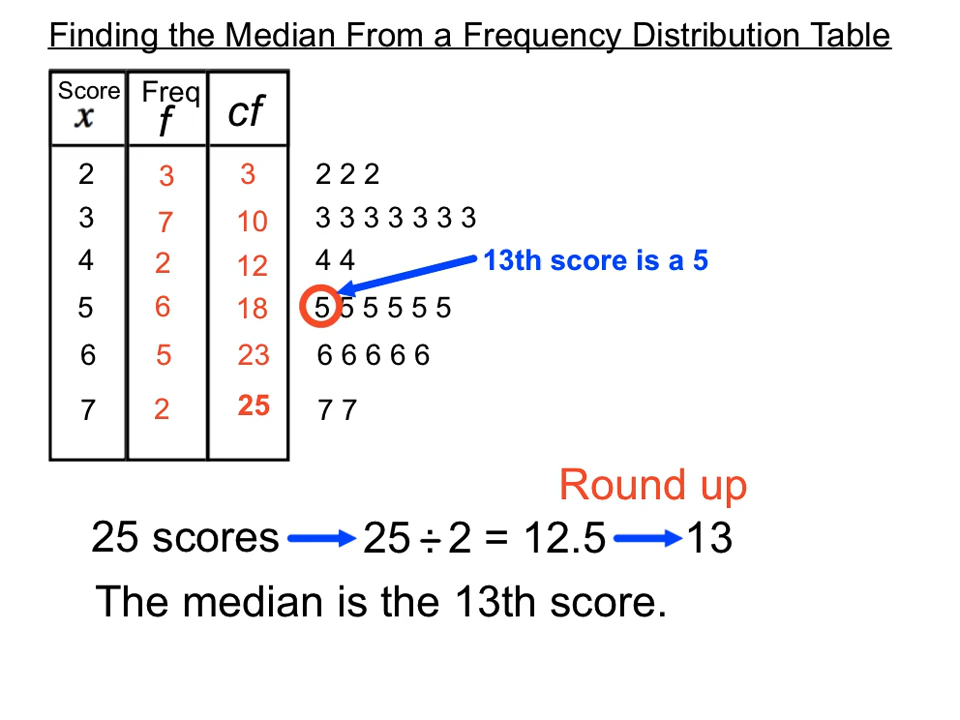 Finding the Median From a Frequency Distribution Table
Score x Freq f cf
2 3 3 2 2 2
3 7 10 3 3 3 3 3 3 3
4 2 12 4 4 13th score is a 5
5 6 18 5 5 5 5 5 5
6 5 23 6 6 6 6 6
7 2 25 7 7
Round up
25 scores 25 ÷ 2 = 12.5 13
The median is the 13th score.